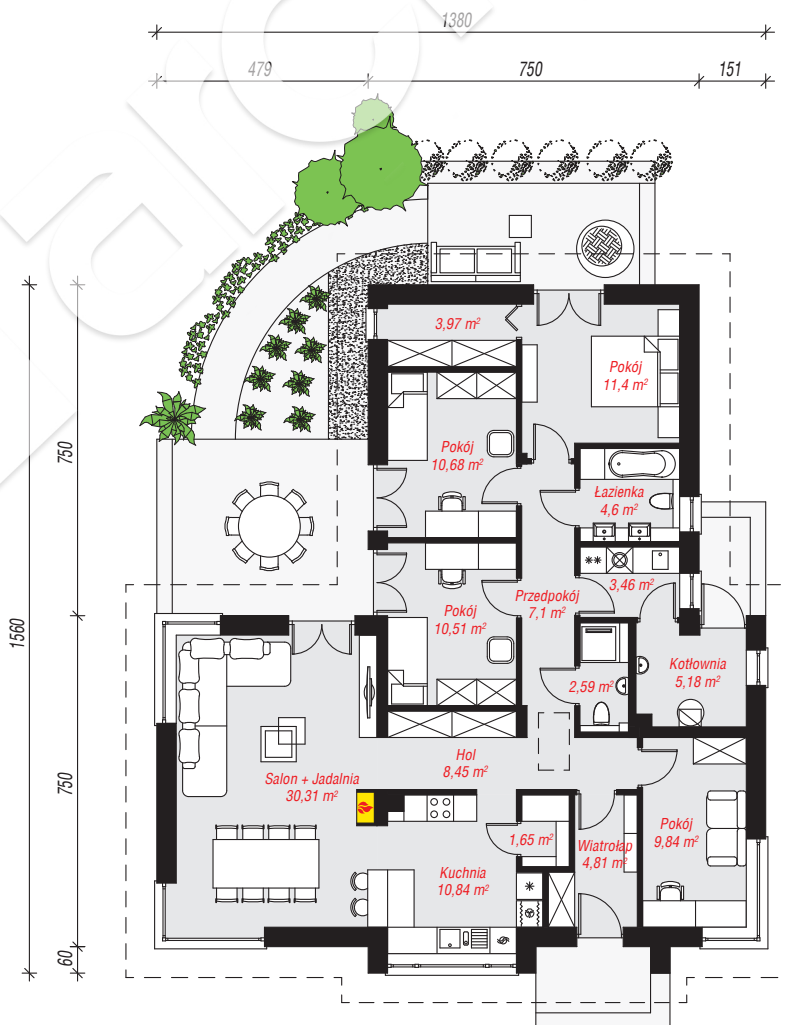 1380
479
750
151
3,97 m²
Pokój
11,4 m²
750
Pokój
10,68 m²
Łazienka
4,6 m²
3,46 m²
Przedpokój
7,1 m²
Pokój
10,51 m²
1560
Kotłownia
5,18 m²
2,59 m²
Hol
8,45 m²
750
Salon + Jadalnia
30,31 m²
1,65 m²
Wiatrołap
4,81 m²
Pokój
9,84 m²
Kuchnia
10,84 m²
60